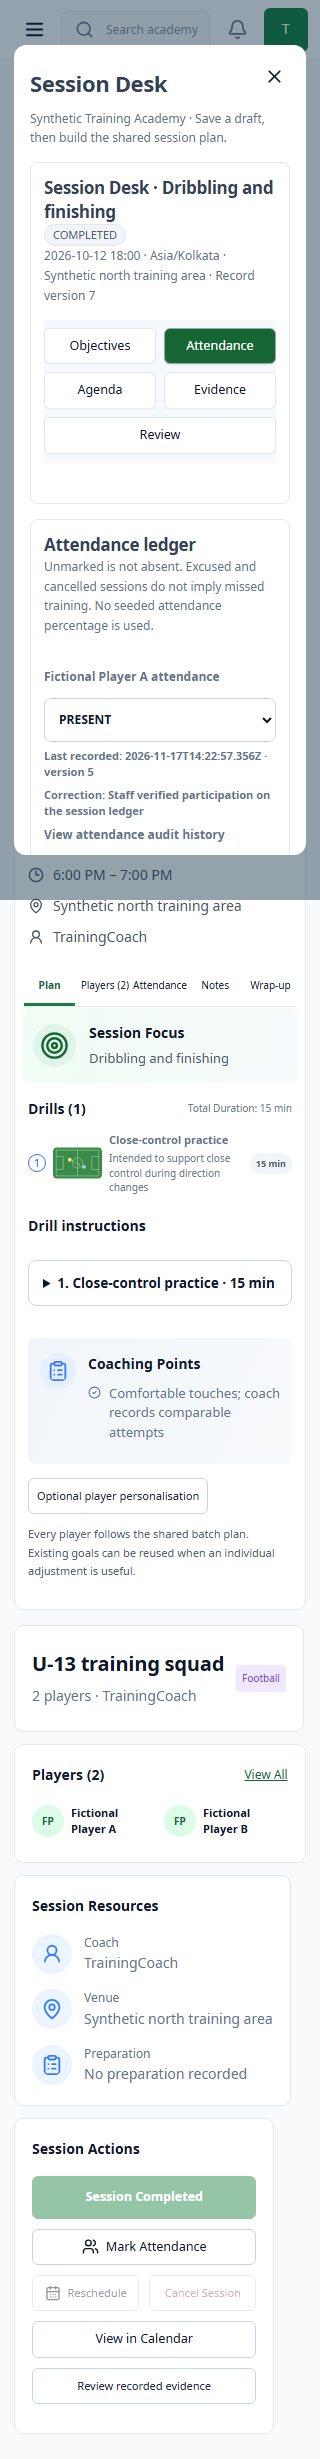 Search academy
T
Session Desk
Synthetic Training Academy · Save a draft,
then build the shared session plan.
Session Desk · Dribbling and
finishing
COMPLETED
2026-10-12 18:00 · Asia/Kolkata ·
Synthetic north training area · Record
version 7
Objectives
Attendance
Agenda
Evidence
Review
Attendance ledger
Unmarked is not absent. Excused and
cancelled sessions do not imply missed
training. No seeded attendance
percentage is used.
Fictional Player A attendance
PRESENT
Last recorded: 2026-11-17T14:22:57.356Z ·
version 5
Correction: Staff verified participation on
the session ledger
View attendance audit history
6:00 PM – 7:00 PM
Synthetic north training area
TrainingCoach
Plan
Players (2)
Attendance
Notes
Wrap-up
Session Focus
Dribbling and finishing
Drills (1)
Total Duration: 15 min
1
Close-control practice
Intended to support close
control during direction
changes
15 min
Drill instructions
1. Close-control practice · 15 min
Coaching Points
Comfortable touches; coach
records comparable
attempts
Optional player personalisation
Every player follows the shared batch plan.
Existing goals can be reused when an individual
adjustment is useful.
U-13 training squad
2 players · TrainingCoach
Football
Players (2)
View All
FP
Fictional
Player A
FP
Fictional
Player B
Session Resources
Coach
TrainingCoach
Venue
Synthetic north training area
Preparation
No preparation recorded
Session Actions
Session Completed
Mark Attendance
Reschedule
Cancel Session
View in Calendar
Review recorded evidence